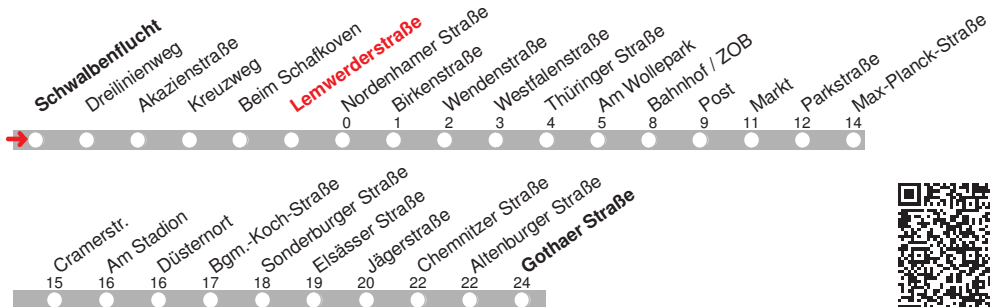 Schwalbenflucht
Dreilinienweg
Akazienstraße
Kreuzweg
Beim Schafkoven
Lemwerderstraße
Nordenhamer Straße
Birkenstraße
Wendenstraße
Westfalenstraße
Thüringer Straße
Am Wollepark
Bahnhof / ZOB
Post
Markt
Parkstraße
Max-Planck-Straße
0 1 2 3 4 5 8 9 11 12 14
Cramerstr.
Am Stadion
Düsternort
Bgm.-Koch-Straße
Sonderburger Straße
Elsässer Straße
Jägerstraße
Chemnitzer Straße
Altenburger Straße
Gothaer Straße
15 16 16 17 18 19 20 22 22 24